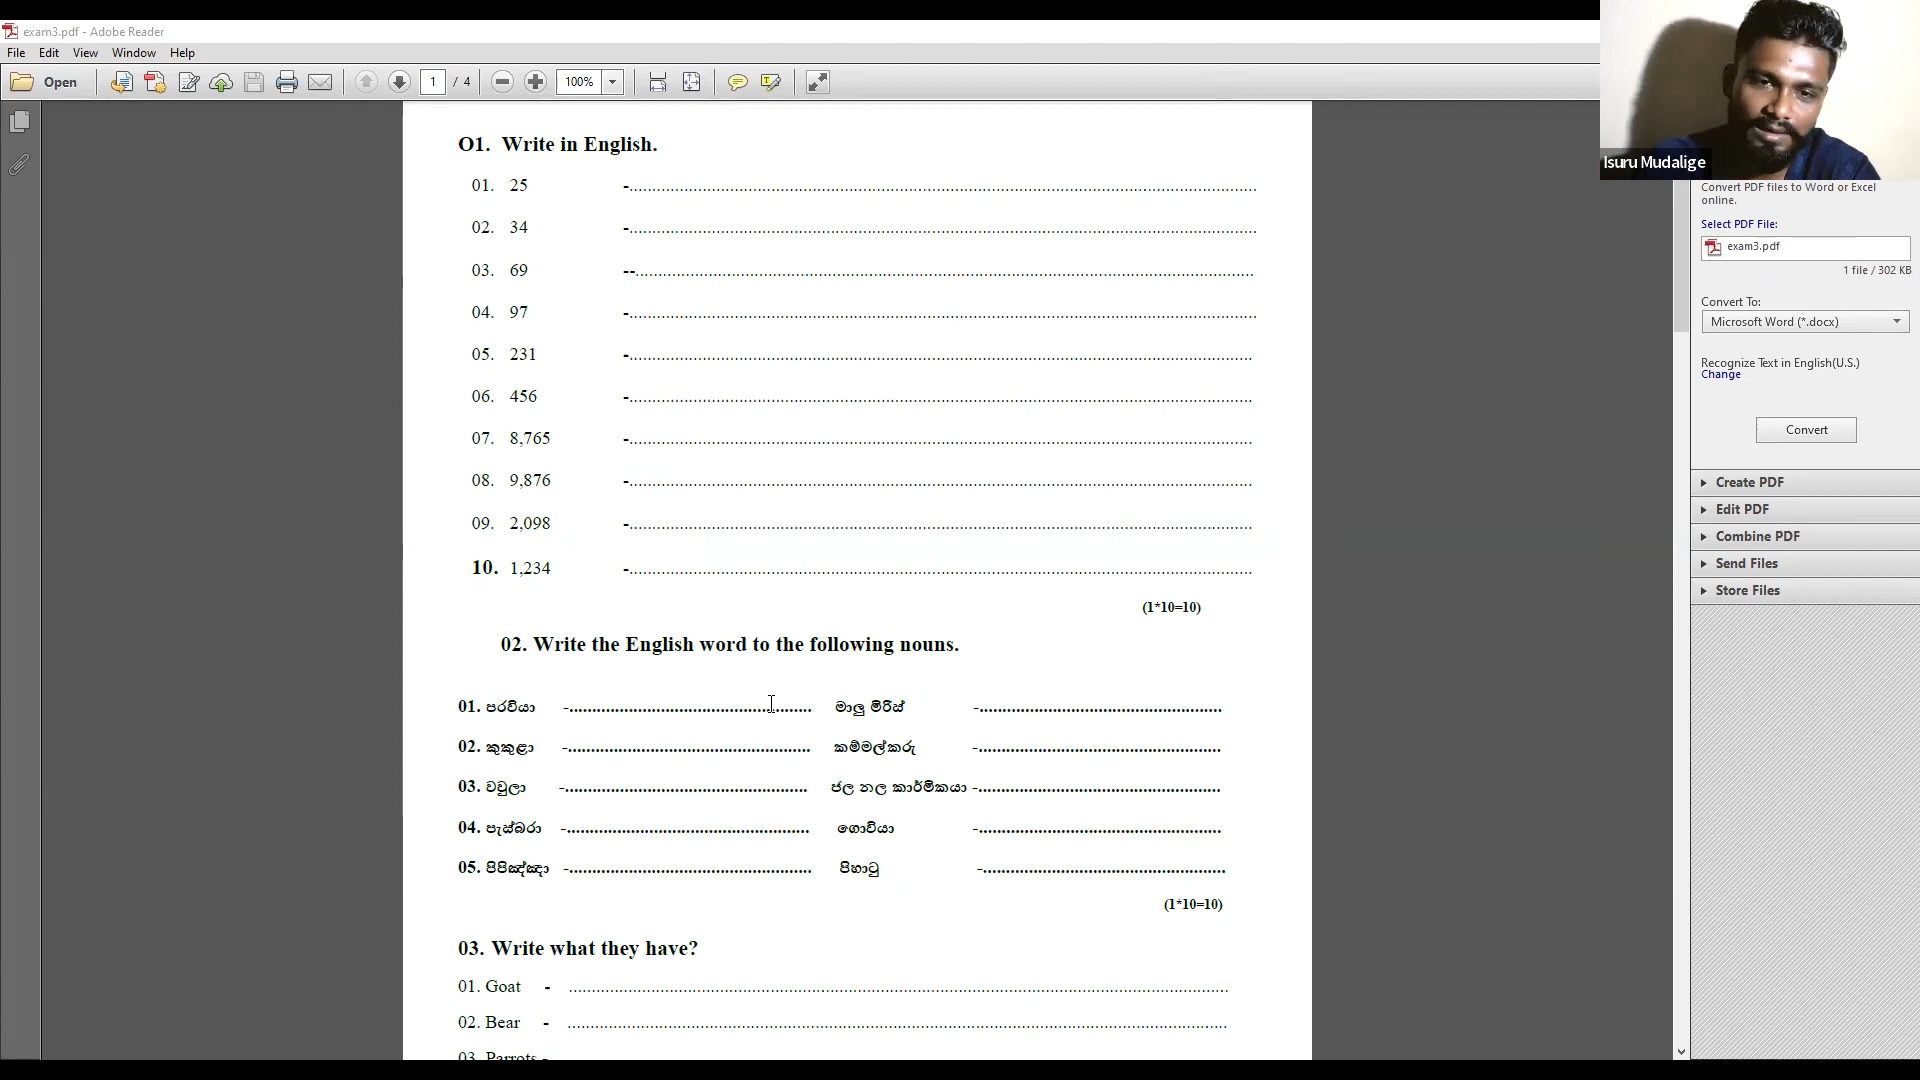 exam3.pdf - Adobe Reader
File Edit View Window Help
Open 1 / 4 100%
Isuru Mudalige
O1. Write in English.
01. 25 -..........
02. 34 -..........
03. 69 --..........
04. 97 -..........
05. 231 -..........
06. 456 -..........
07. 8,765 -..........
08. 9,876 -..........
09. 2,098 -..........
10. 1,234 -..........
(1*10=10)
02. Write the English word to the following nouns.
01. පරවියා -.......... මාලු මිරිස් -..........
02. කුකුළා -.......... කම්මල්කරු -..........
03. වවුලා -.......... ජල නල කාර්මිකයා -..........
04. පැස්බරා -.......... ගොවියා -..........
05. පිපිඤ්ඤා -.......... පිහාටු -..........
(1*10=10)
03. Write what they have?
01. Goat - ..........
02. Bear - ..........
03. Parrots -
Convert PDF files to Word or Excel
online.
Select PDF File:
exam3.pdf
1 file / 302 KB
Convert To:
Microsoft Word (*.docx)
Recognize Text in English(U.S.)
Change
Convert
Create PDF
Edit PDF
Combine PDF
Send Files
Store Files